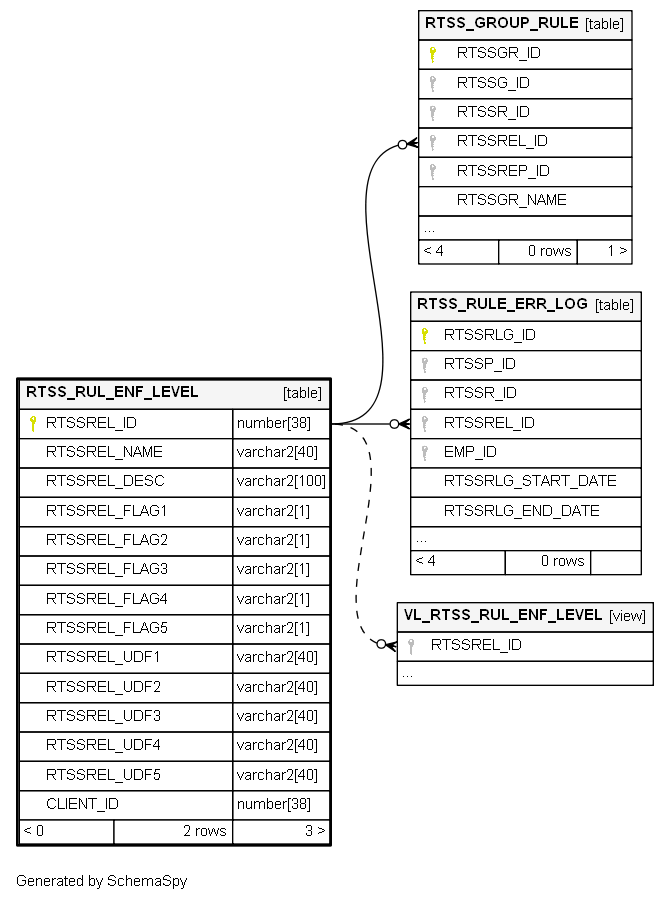 RTSS_GROUP_RULE [table]
RTSSGR_ID
RTSSG_ID
RTSSR_ID
RTSSREL_ID
RTSSREP_ID
RTSSGR_NAME
...
< 4 0 rows 1 >
RTSS_RULE_ERR_LOG [table]
RTSSRLG_ID
RTSSP_ID
RTSSR_ID
RTSSREL_ID
EMP_ID
RTSSRLG_START_DATE
RTSSRLG_END_DATE
...
< 4 0 rows
RTSS_RUL_ENF_LEVEL [table]
RTSSREL_ID number[38]
RTSSREL_NAME varchar2[40]
RTSSREL_DESC varchar2[100]
RTSSREL_FLAG1 varchar2[1]
RTSSREL_FLAG2 varchar2[1]
RTSSREL_FLAG3 varchar2[1]
RTSSREL_FLAG4 varchar2[1]
RTSSREL_FLAG5 varchar2[1]
RTSSREL_UDF1 varchar2[40]
RTSSREL_UDF2 varchar2[40]
RTSSREL_UDF3 varchar2[40]
RTSSREL_UDF4 varchar2[40]
RTSSREL_UDF5 varchar2[40]
CLIENT_ID number[38]
< 0 2 rows 3 >
VL_RTSS_RUL_ENF_LEVEL [view]
RTSSREL_ID
...
Generated by SchemaSpy